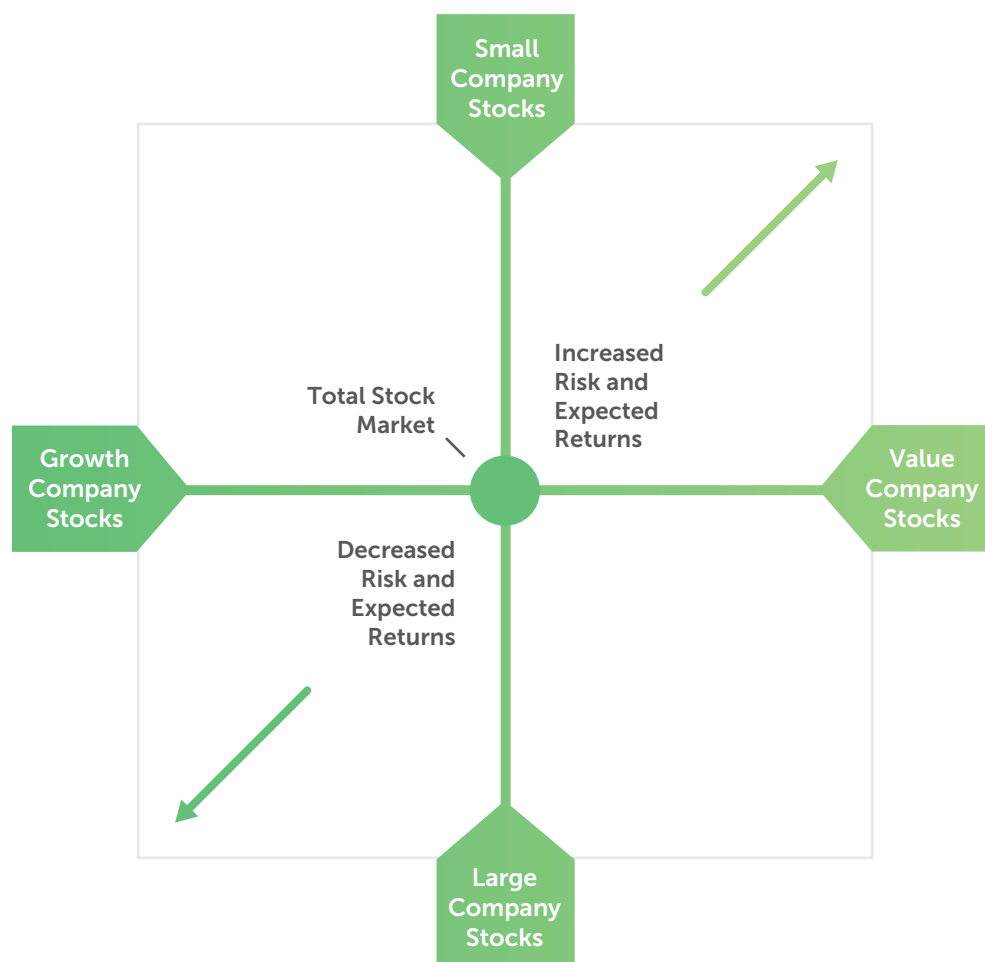 Small
Company
Stocks
Increased
Risk and
Expected
Returns
Total Stock
Market
Growth
Company
Stocks
Value
Company
Stocks
Decreased
Risk and
Expected
Returns
Large
Company
Stocks